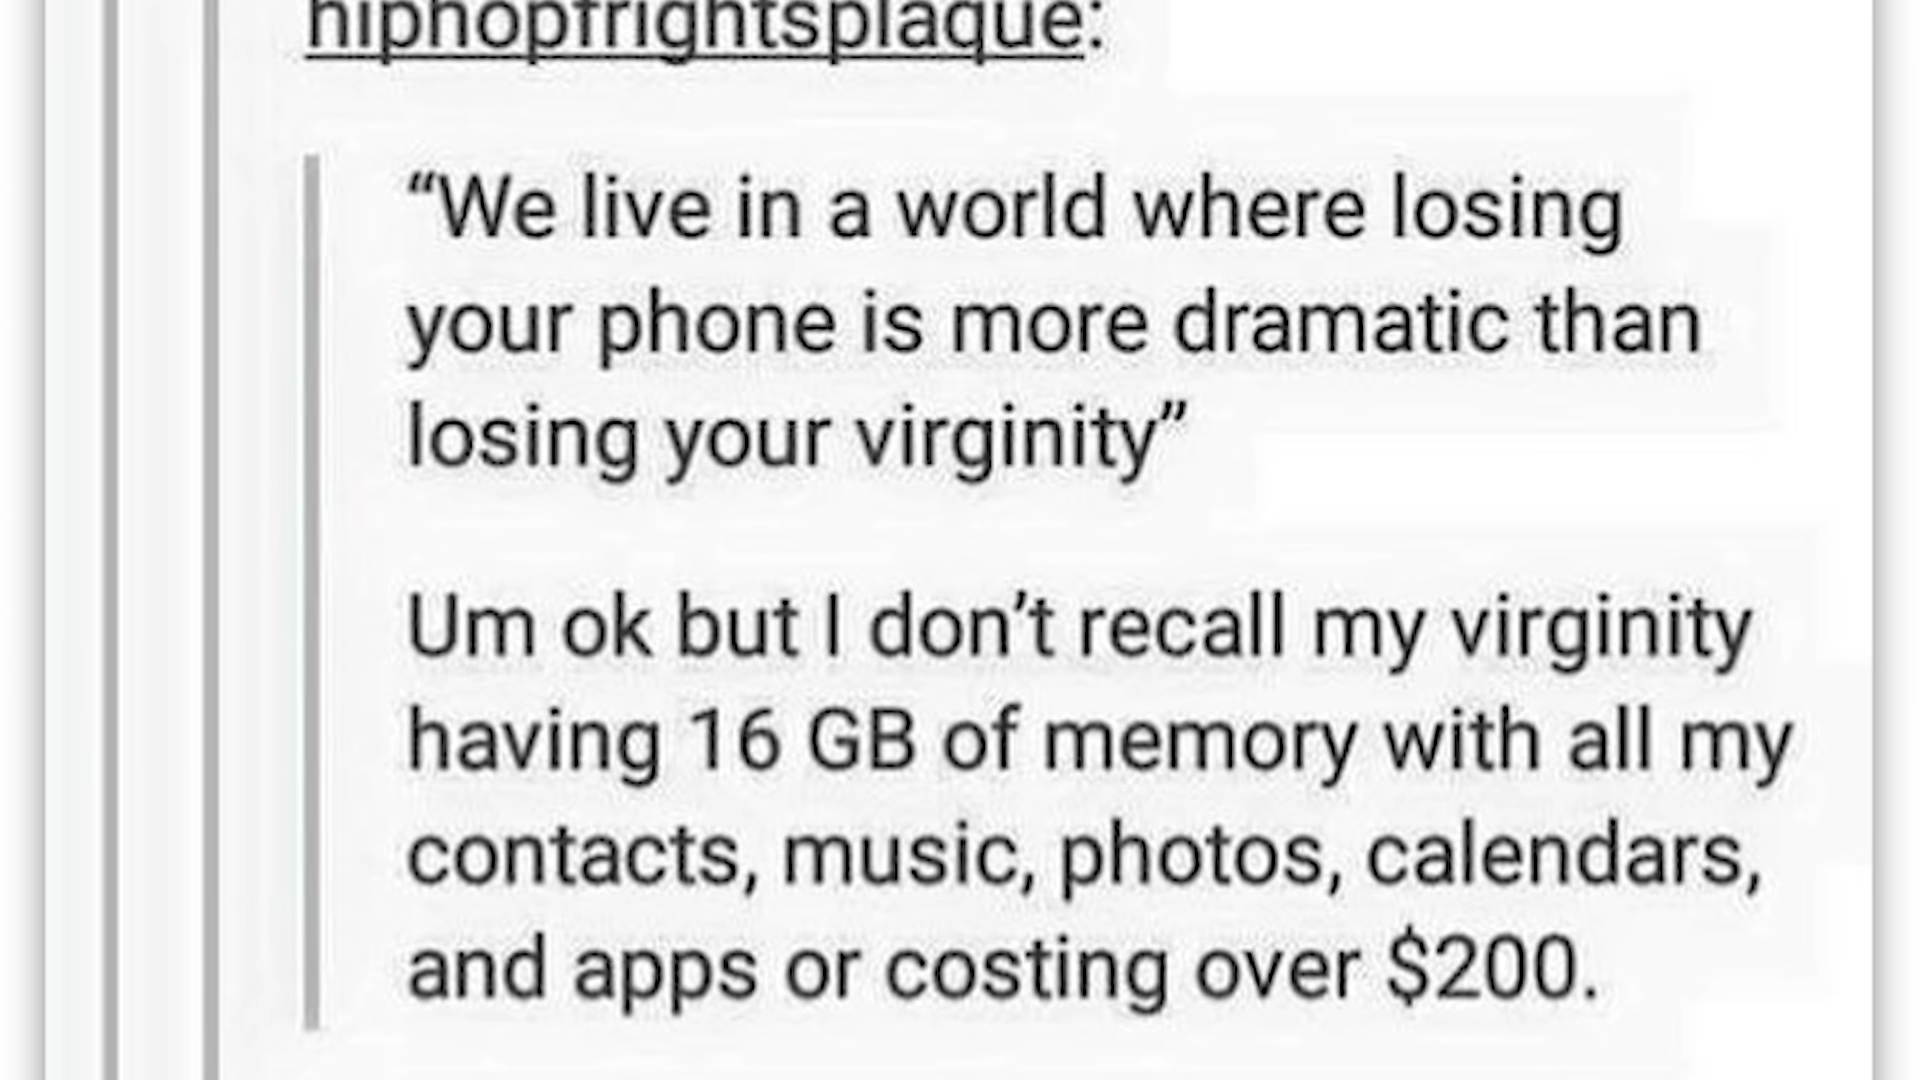 hiphopfrightsplaque:
“We live in a world where losing
your phone is more dramatic than
losing your virginity”
Um ok but I don’t recall my virginity
having 16 GB of memory with all my
contacts, music, photos, calendars,
and apps or costing over $200.